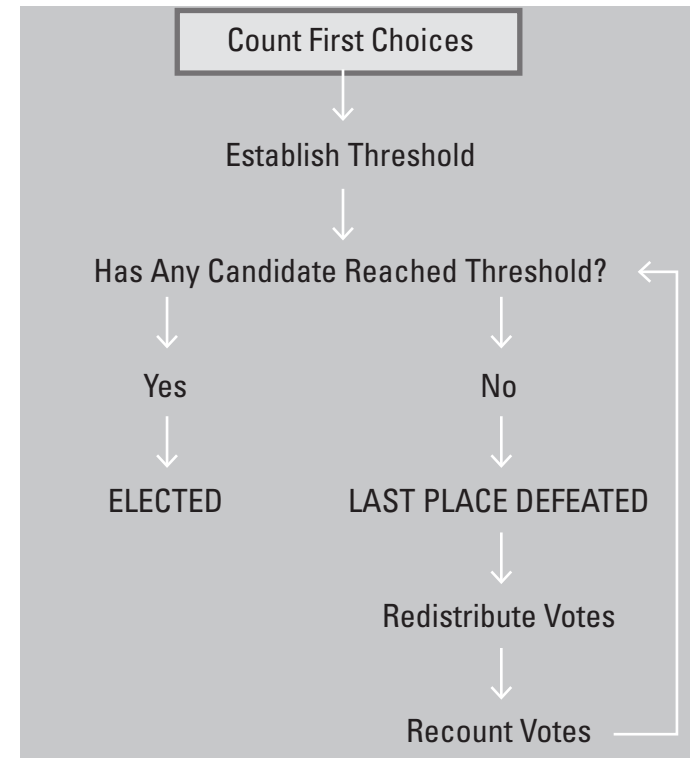 Count First Choices
Establish Threshold
Has Any Candidate Reached Threshold?
Yes
No
ELECTED
LAST PLACE DEFEATED
Redistribute Votes
Recount Votes